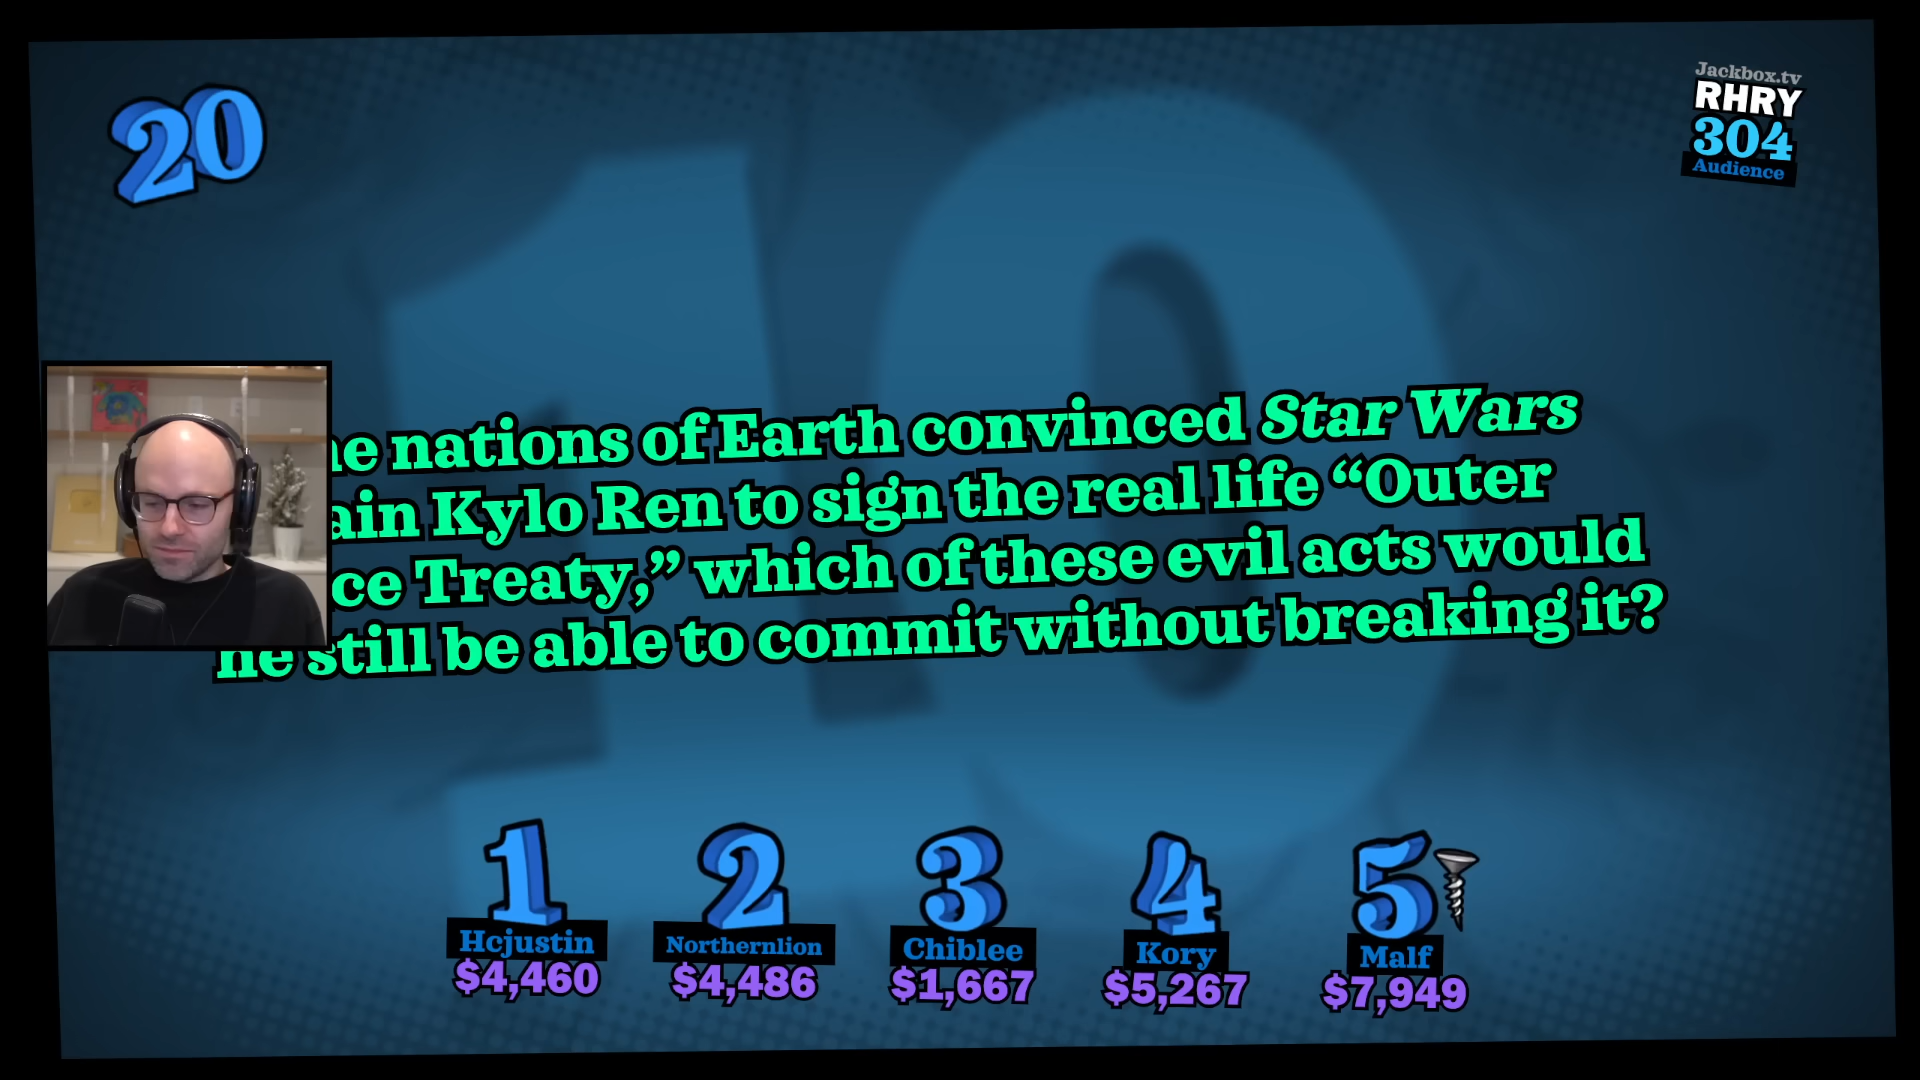 20
Jackbox.tv
RHRY
304
Audience
nations of Earth convinced Star Wars
Kylo Ren to sign the real life “Outer
Treaty,” which of these evil acts would
he still be able to commit without breaking it?
10
1
Hcjustin
$4,460
2
Northernlion
$4,486
3
Chiblee
$1,667
4
Kory
$5,267
5
Malf
$7,949